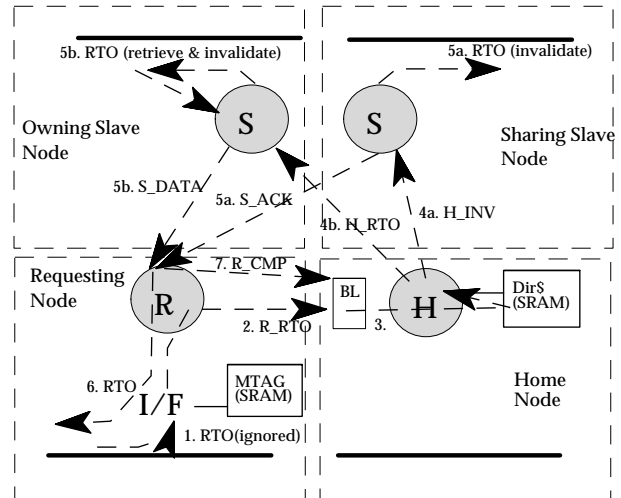 5b. RTO (retrieve & invalidate)
5a. RTO (invalidate)
S
S
Owning Slave
Node
Sharing Slave
Node
5b. S_DATA
5a. S_ACK
4b. H_RTO
4a. H_INV
Requesting
Node
7. R_CMP
BL
Dir$
(SRAM)
R
H
2. R_RTO
3.
6. RTO
MTAG
(SRAM)
I/F
Home
Node
1. RTO(ignored)